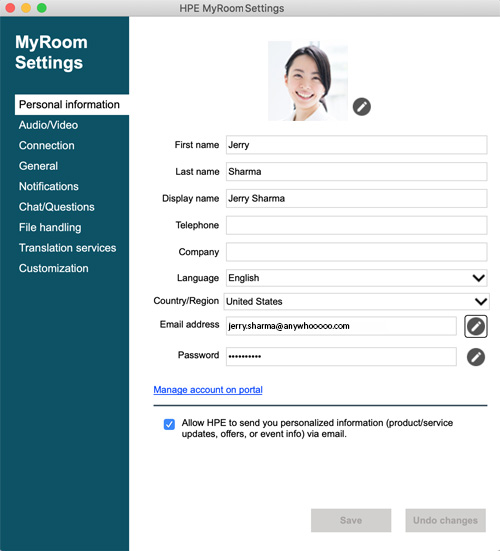 HPE MyRoom Settings
MyRoom
Settings
Personal information
Audio/Video
Connection
General
Notifications
Chat/Questions
File handling
Translation services
Customization
First name Jerry
Last name Sharma
Display name Jerry Sharma
Telephone
Company
Language English
Country/Region United States
Email address jerry.sharma@anywhooooo.com
Password ••••••••••
Manage account on portal
Allow HPE to send you personalized information (product/service
updates, offers, or event info) via email.
Save Undo changes